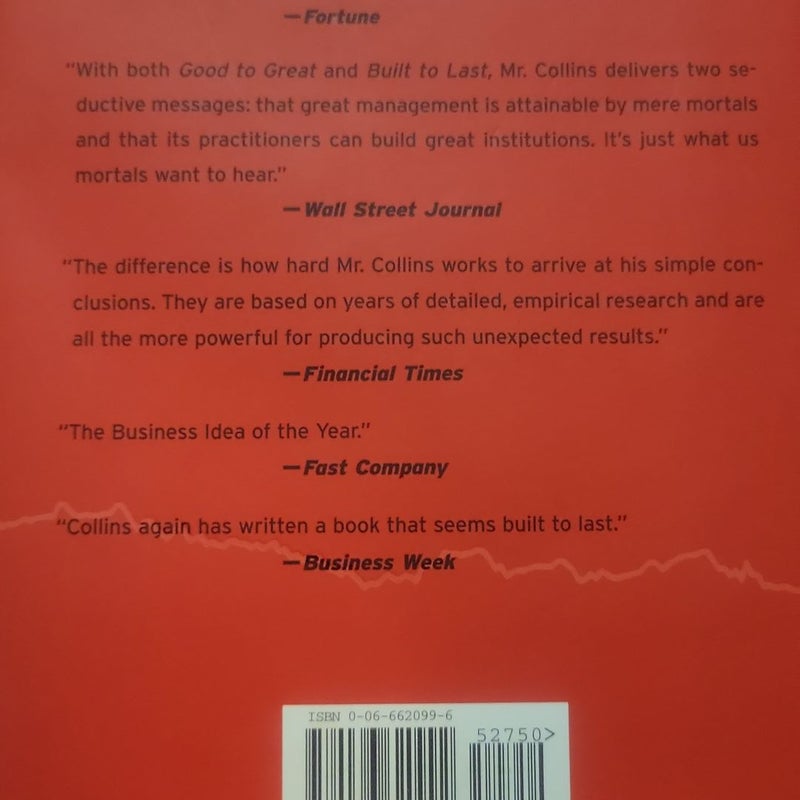 —Fortune
“With both Good to Great and Built to Last, Mr. Collins delivers two se-
ductive messages: that great management is attainable by mere mortals
and that its practitioners can build great institutions. It’s just what us
mortals want to hear.”
—Wall Street Journal
“The difference is how hard Mr. Collins works to arrive at his simple con-
clusions. They are based on years of detailed, empirical research and are
all the more powerful for producing such unexpected results.”
—Financial Times
“The Business Idea of the Year.”
—Fast Company
“Collins again has written a book that seems built to last.”
—Business Week
ISBN 0-06-662099-6
52750>